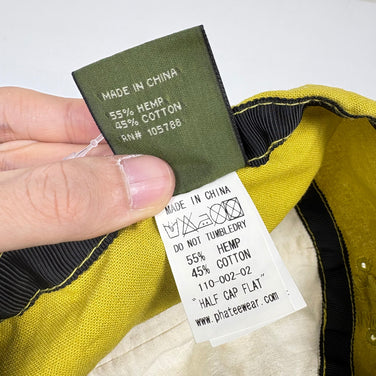 MADE IN CHINA
55% HEMP
45% COTTON
RN# 105788
MADE IN CHINA
DO NOT TUMBLEDRY
55% HEMP
45% COTTON
110-002-02
"HALF CAP FLAT"
www.phateewear.com